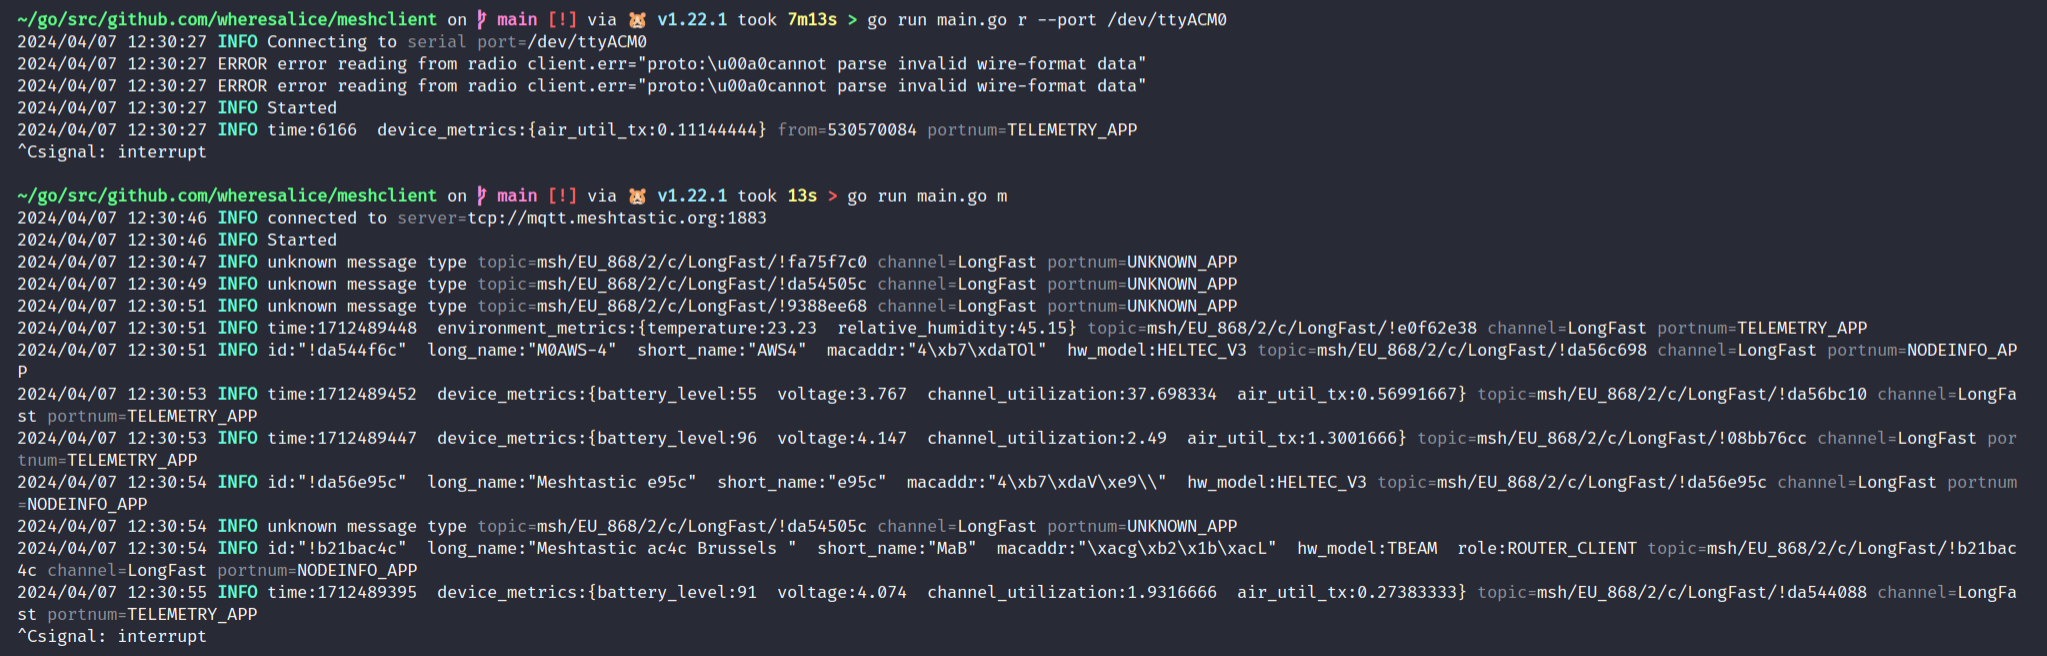 ~/go/src/github.com/wheresalice/meshclient on main [!] via 🐹 v1.22.1 took 7m13s > go run main.go r --port /dev/ttyACM0
2024/04/07 12:30:27 INFO Connecting to serial port=/dev/ttyACM0
2024/04/07 12:30:27 ERROR error reading from radio client.err="proto:\u00a0cannot parse invalid wire-format data"
2024/04/07 12:30:27 ERROR error reading from radio client.err="proto:\u00a0cannot parse invalid wire-format data"
2024/04/07 12:30:27 INFO Started
2024/04/07 12:30:27 INFO time:6166  device_metrics:{air_util_tx:0.11144444} from=530570084 portnum=TELEMETRY_APP
^Csignal: interrupt
~/go/src/github.com/wheresalice/meshclient on main [!] via 🐹 v1.22.1 took 13s > go run main.go m
2024/04/07 12:30:46 INFO connected to server=tcp://mqtt.meshtastic.org:1883
2024/04/07 12:30:46 INFO Started
2024/04/07 12:30:47 INFO unknown message type topic=msh/EU_868/2/c/LongFast/!fa75f7c0 channel=LongFast portnum=UNKNOWN_APP
2024/04/07 12:30:49 INFO unknown message type topic=msh/EU_868/2/c/LongFast/!da54505c channel=LongFast portnum=UNKNOWN_APP
2024/04/07 12:30:51 INFO unknown message type topic=msh/EU_868/2/c/LongFast/!9388ee68 channel=LongFast portnum=UNKNOWN_APP
2024/04/07 12:30:51 INFO time:1712489448  environment_metrics:{temperature:23.23  relative_humidity:45.15} topic=msh/EU_868/2/c/LongFast/!e0f62e38 channel=LongFast portnum=TELEMETRY_APP
2024/04/07 12:30:51 INFO id:"!da544f6c"  long_name:"M0AWS-4"  short_name:"AWS4"  macaddr:"4\xb7\xdaTOl"  hw_model:HELTEC_V3 topic=msh/EU_868/2/c/LongFast/!da56c698 channel=LongFast portnum=NODEINFO_AP
P
2024/04/07 12:30:53 INFO time:1712489452  device_metrics:{battery_level:55  voltage:3.767  channel_utilization:37.698334  air_util_tx:0.56991667} topic=msh/EU_868/2/c/LongFast/!da56bc10 channel=LongFa
st portnum=TELEMETRY_APP
2024/04/07 12:30:53 INFO time:1712489447  device_metrics:{battery_level:96  voltage:4.147  channel_utilization:2.49  air_util_tx:1.3001666} topic=msh/EU_868/2/c/LongFast/!08bb76cc channel=LongFast por
tnum=TELEMETRY_APP
2024/04/07 12:30:54 INFO id:"!da56e95c"  long_name:"Meshtastic e95c"  short_name:"e95c"  macaddr:"4\xb7\xdaV\xe9\\"  hw_model:HELTEC_V3 topic=msh/EU_868/2/c/LongFast/!da56e95c channel=LongFast portnum
=NODEINFO_APP
2024/04/07 12:30:54 INFO unknown message type topic=msh/EU_868/2/c/LongFast/!da54505c channel=LongFast portnum=UNKNOWN_APP
2024/04/07 12:30:54 INFO id:"!b21bac4c"  long_name:"Meshtastic ac4c Brussels "  short_name:"MaB"  macaddr:"\xacg\xb2\x1b\xacL"  hw_model:TBEAM  role:ROUTER_CLIENT topic=msh/EU_868/2/c/LongFast/!b21bac
4c channel=LongFast portnum=NODEINFO_APP
2024/04/07 12:30:55 INFO time:1712489395  device_metrics:{battery_level:91  voltage:4.074  channel_utilization:1.9316666  air_util_tx:0.27383333} topic=msh/EU_868/2/c/LongFast/!da544088 channel=LongFa
st portnum=TELEMETRY_APP
^Csignal: interrupt